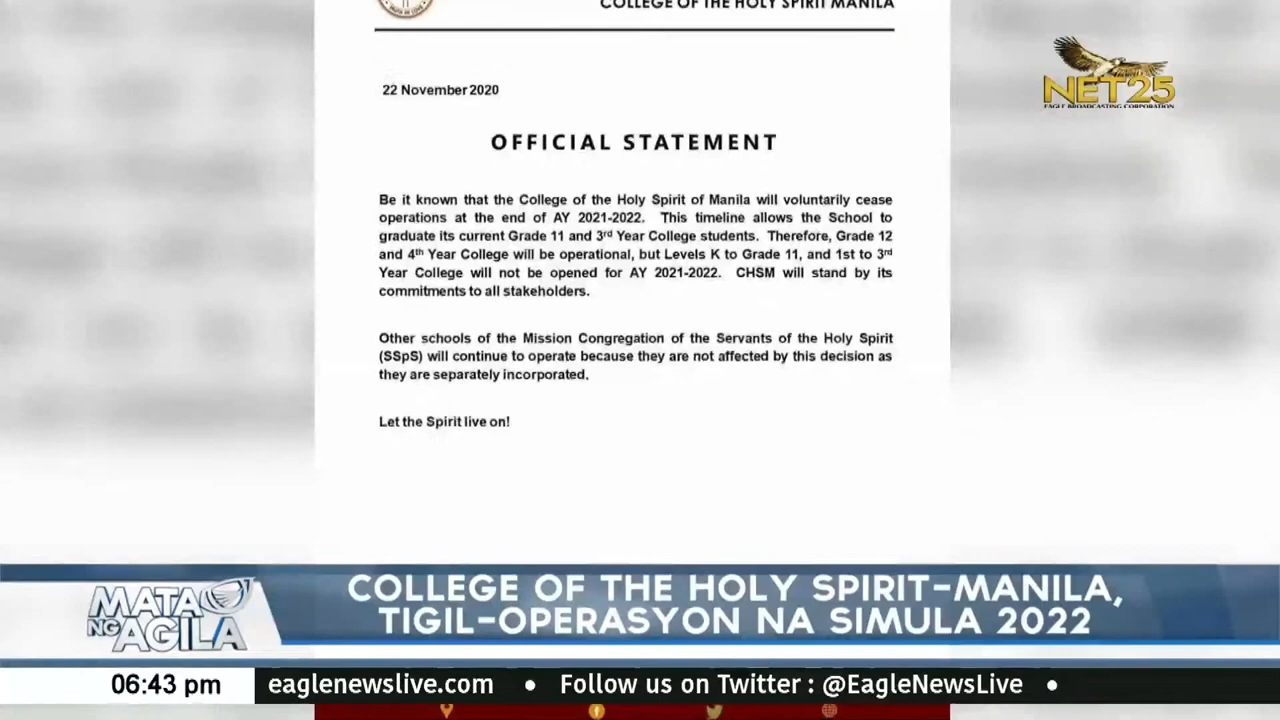 COLLEGE OF THE HOLY SPIRIT MANILA
NET25
EAGLE BROADCASTING CORPORATION
22 November 2020
OFFICIAL STATEMENT
Be it known that the College of the Holy Spirit of Manila will voluntarily cease
operations at the end of AY 2021-2022. This timeline allows the School to
graduate its current Grade 11 and 3rd Year College students. Therefore, Grade 12
and 4th Year College will be operational, but Levels K to Grade 11, and 1st to 3rd
Year College will not be opened for AY 2021-2022. CHSM will stand by its
commitments to all stakeholders.
Other schools of the Mission Congregation of the Servants of the Holy Spirit
(SSpS) will continue to operate because they are not affected by this decision as
they are separately incorporated.
Let the Spirit live on!
MATA
NG AGILA
COLLEGE OF THE HOLY SPIRIT-MANILA,
TIGIL-OPERASYON NA SIMULA 2022
06:43 pm
eaglenewslive.com • Follow us on Twitter : @EagleNewsLive •